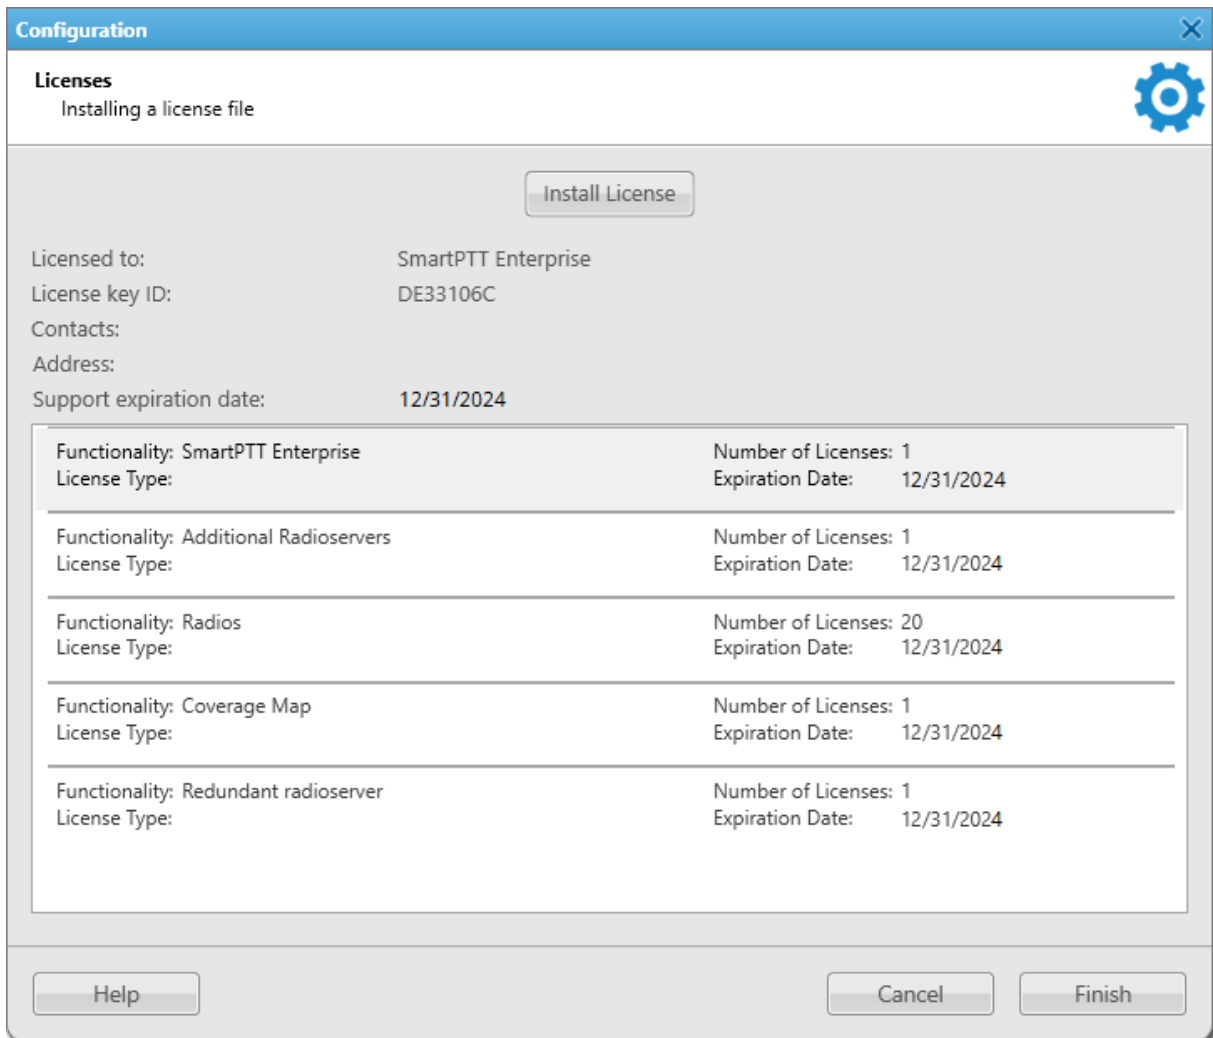 Configuration
Licenses
Installing a license file
Install License
Licensed to: SmartPTT Enterprise
License key ID: DE33106C
Contacts:
Address:
Support expiration date: 12/31/2024
Functionality: SmartPTT Enterprise Number of Licenses: 1
License Type: Expiration Date: 12/31/2024
Functionality: Additional Radioservers Number of Licenses: 1
License Type: Expiration Date: 12/31/2024
Functionality: Radios Number of Licenses: 20
License Type: Expiration Date: 12/31/2024
Functionality: Coverage Map Number of Licenses: 1
License Type: Expiration Date: 12/31/2024
Functionality: Redundant radioserver Number of Licenses: 1
License Type: Expiration Date: 12/31/2024
Help Cancel Finish